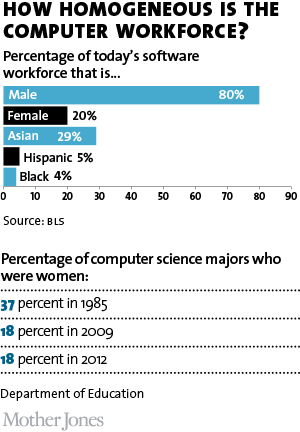 HOW HOMOGENEOUS IS THE
COMPUTER WORKFORCE?
Percentage of today's software
workforce that is...
Male 80%
Female 20%
Asian 29%
Hispanic 5%
Black 4%
0 10 20 30 40 50 60 70 80 90
Source: BLS
Percentage of computer science majors who
were women:
37 percent in 1985
18 percent in 2009
18 percent in 2012
Department of Education
Mother Jones